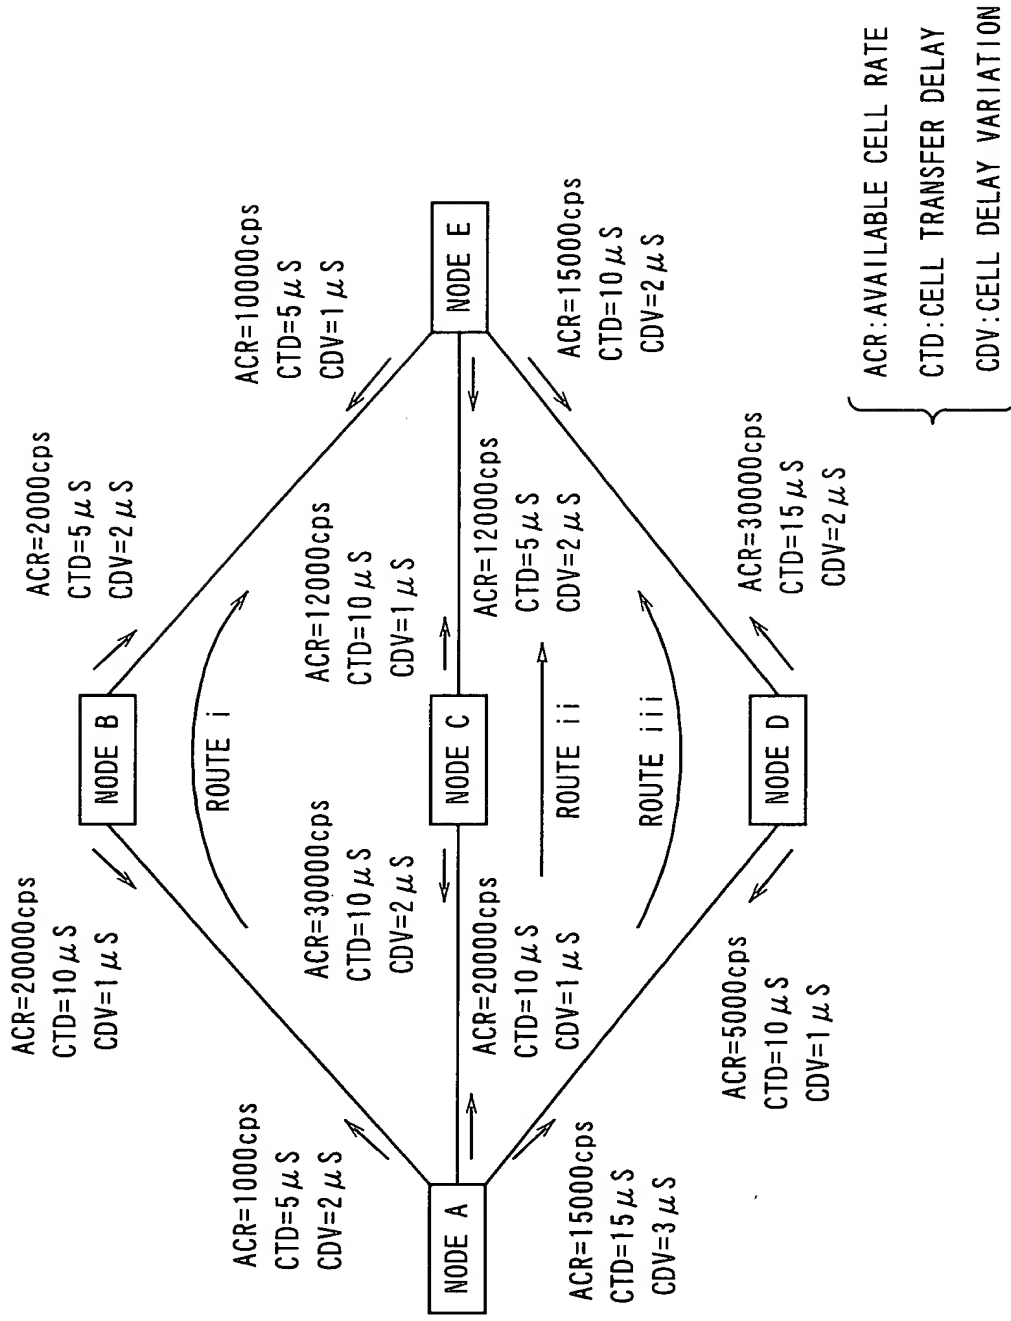 ACR=20000cps
CTD=10μS
CDV=1μS
ACR=2000cps
CTD=5μS
CDV=2μS
NODE B
ACR=1000cps
CTD=5μS
CDV=2μS
ROUTE i
ACR=10000cps
CTD=5μS
CDV=1μS
ACR=30000cps
CTD=10μS
CDV=2μS
ACR=12000cps
CTD=10μS
CDV=1μS
NODE A
NODE C
NODE E
ACR=20000cps
CTD=10μS
CDV=1μS
ACR=12000cps
CTD=5μS
CDV=2μS
ROUTE ii
ACR=15000cps
CTD=15μS
CDV=3μS
ACR=15000cps
CTD=10μS
CDV=2μS
ROUTE iii
ACR=5000cps
CTD=10μS
CDV=1μS
NODE D
ACR=30000cps
CTD=15μS
CDV=2μS
ACR:AVAILABLE CELL RATE
CTD:CELL TRANSFER DELAY
CDV:CELL DELAY VARIATION